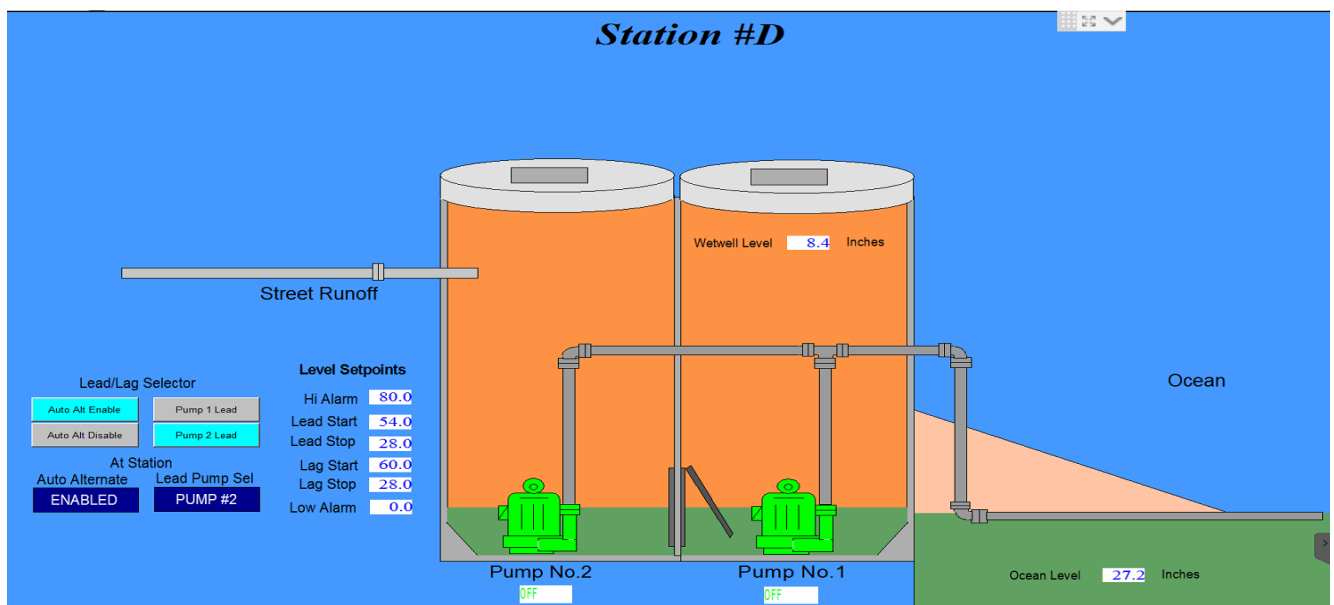 Station #D
Wetwell Level 8.4 Inches
Street Runoff
Level Setpoints
Hi Alarm 80.0
Lead Start 54.0
Lead Stop 28.0
Lag Start 60.0
Lag Stop 28.0
Low Alarm 0.0
Lead/Lag Selector
Auto Alt Enable Pump 1 Lead
Auto Alt Disable Pump 2 Lead
At Station
Auto Alternate Lead Pump Sel
ENABLED PUMP #2
Ocean
Pump No.2 Pump No.1
OFF OFF
Ocean Level 27.2 Inches